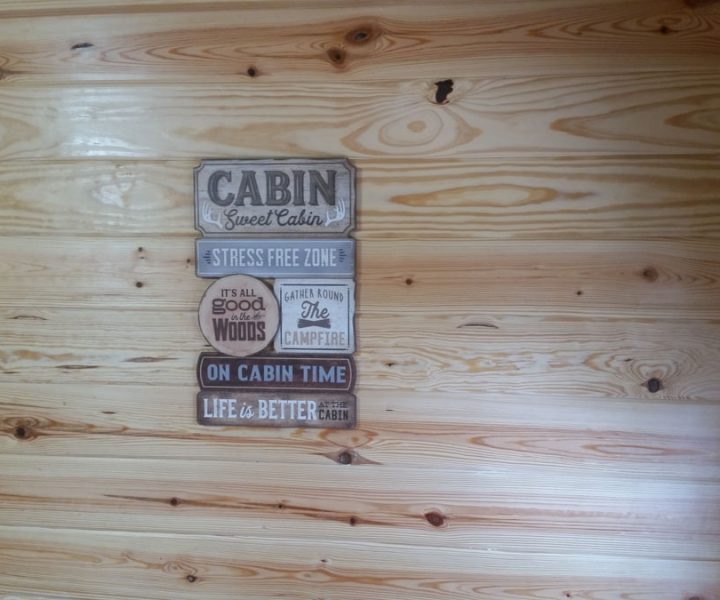 CABIN
Sweet Cabin
STRESS FREE ZONE
IT'S ALL
good
in the
WOODS
GATHER ROUND
The
CAMPFIRE
ON CABIN TIME
LIFE is BETTER AT THE CABIN